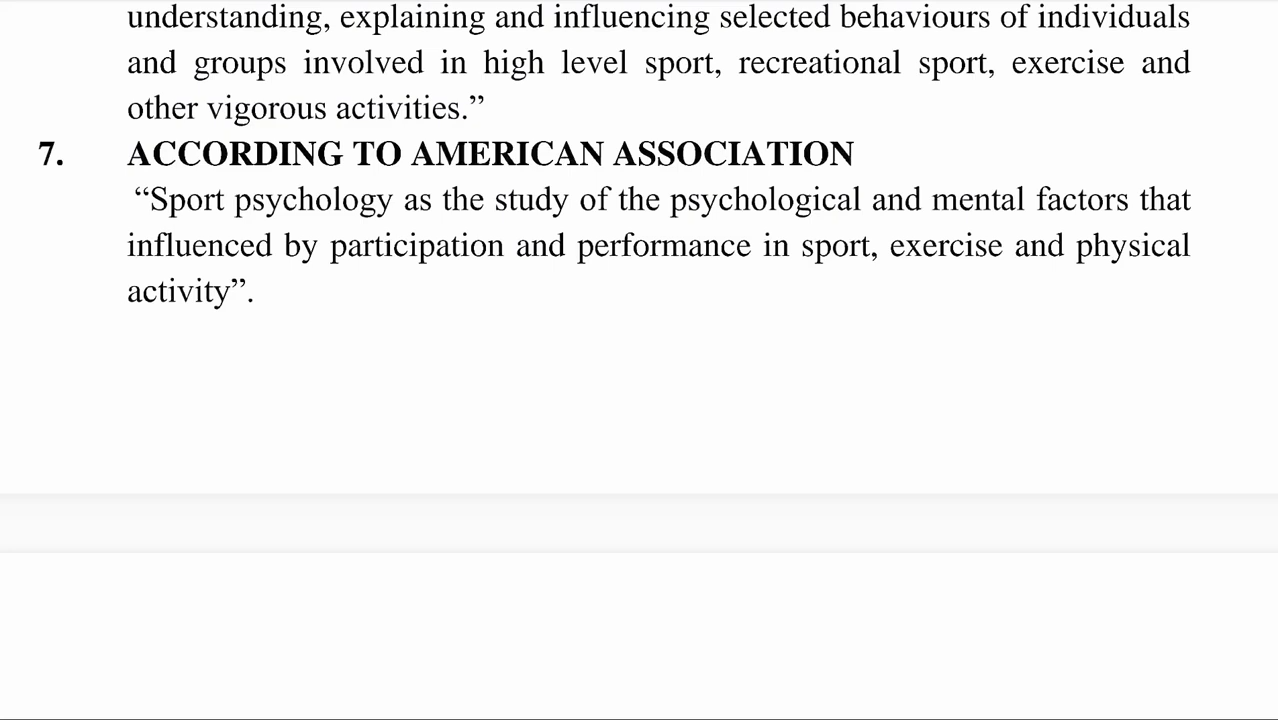 understanding, explaining and influencing selected behaviours of individuals
and groups involved in high level sport, recreational sport, exercise and
other vigorous activities.”
7. ACCORDING TO AMERICAN ASSOCIATION
“Sport psychology as the study of the psychological and mental factors that
influenced by participation and performance in sport, exercise and physical
activity”.